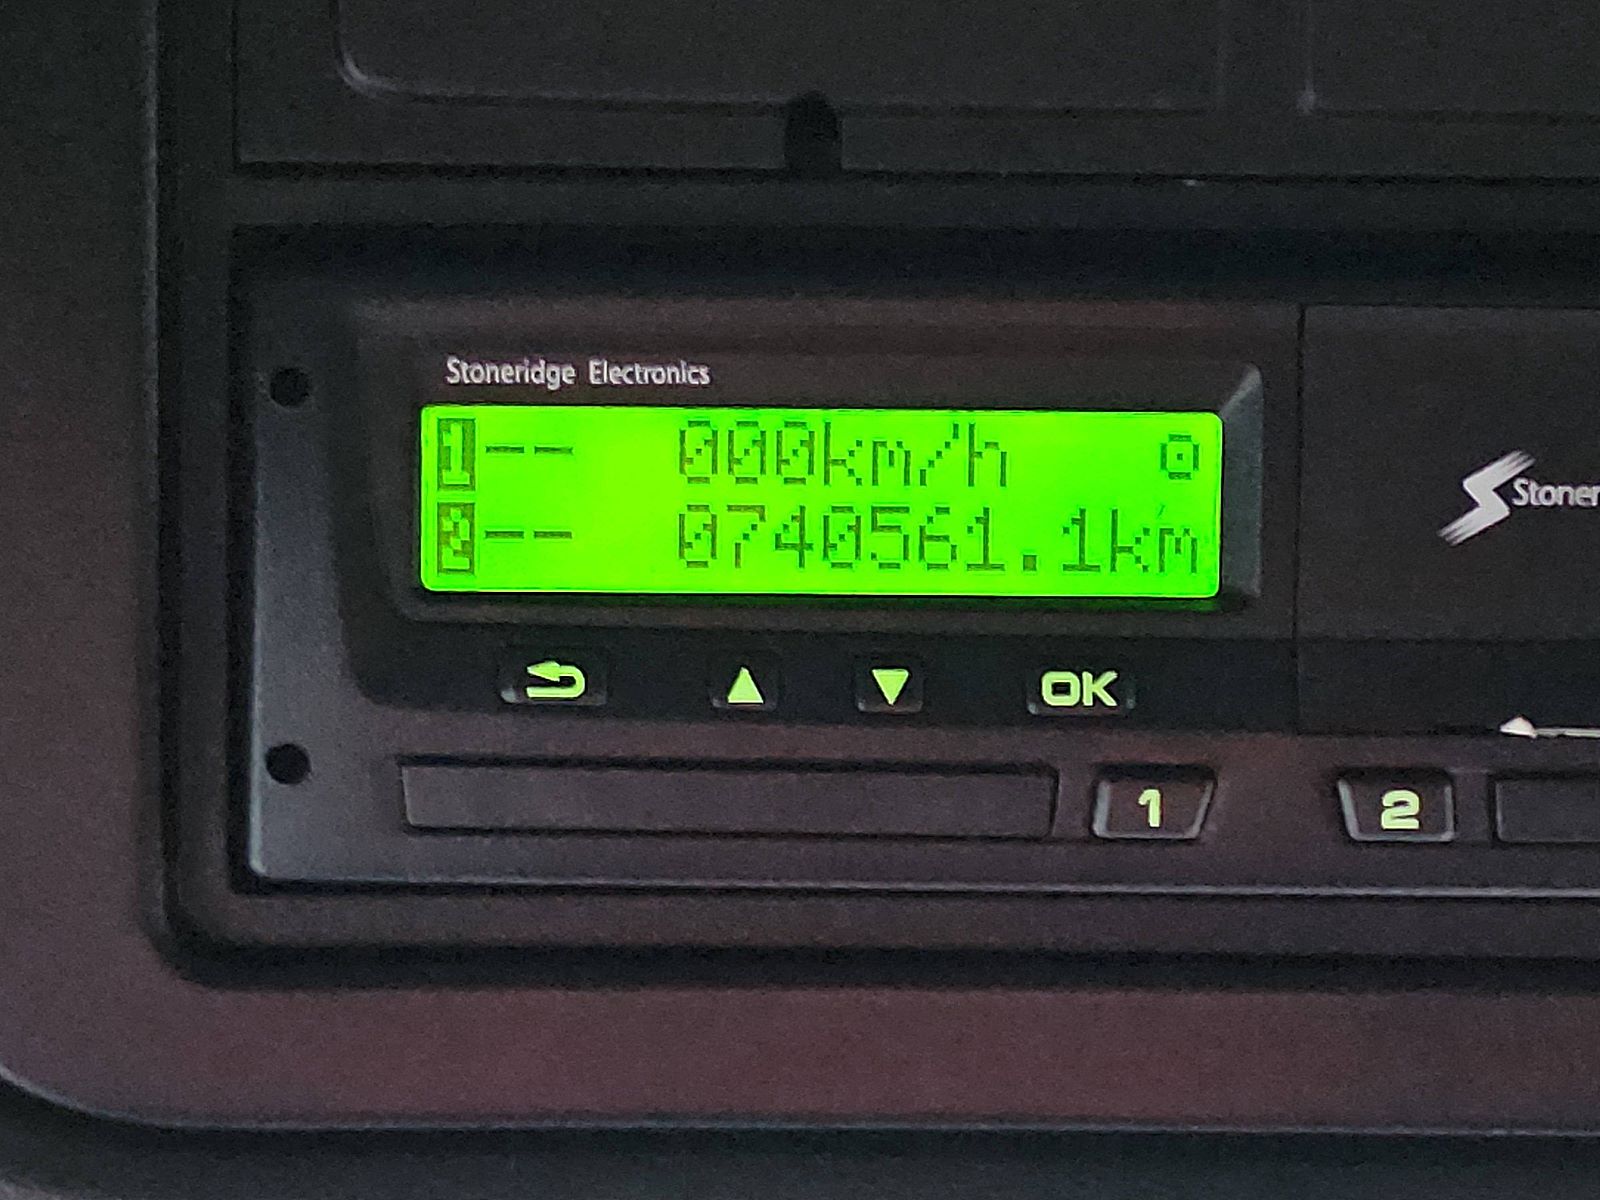 Stoneridge Electronics
1-- 000km/h
2-- 0740561.1km
Stoner
OK
1
2